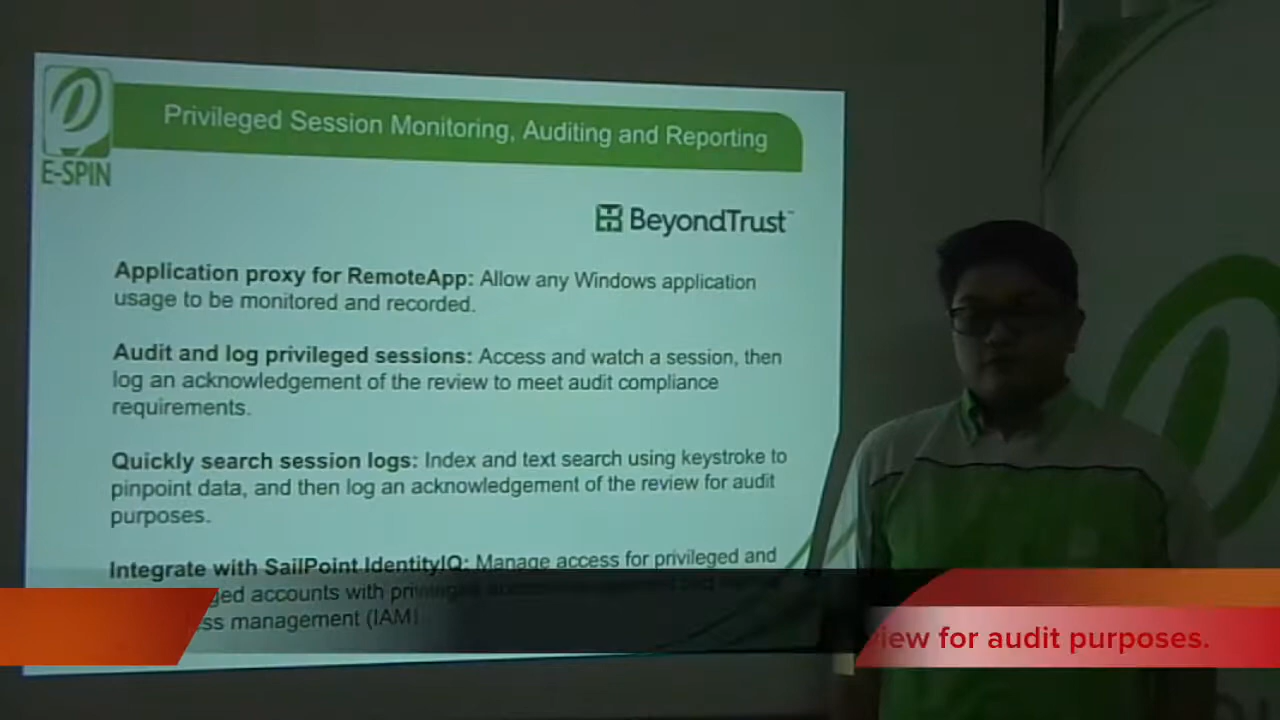 Privileged Session Monitoring, Auditing and Reporting
E-SPIN
BeyondTrust™
Application proxy for RemoteApp: Allow any Windows application
usage to be monitored and recorded.
Audit and log privileged sessions: Access and watch a session, then
log an acknowledgement of the review to meet audit compliance
requirements.
Quickly search session logs: Index and text search using keystroke to
pinpoint data, and then log an acknowledgement of the review for audit
purposes.
Integrate with SailPoint IdentityIQ: Manage access for privileged and
ged accounts with privileged
ss management (IAM)
iew for audit purposes.